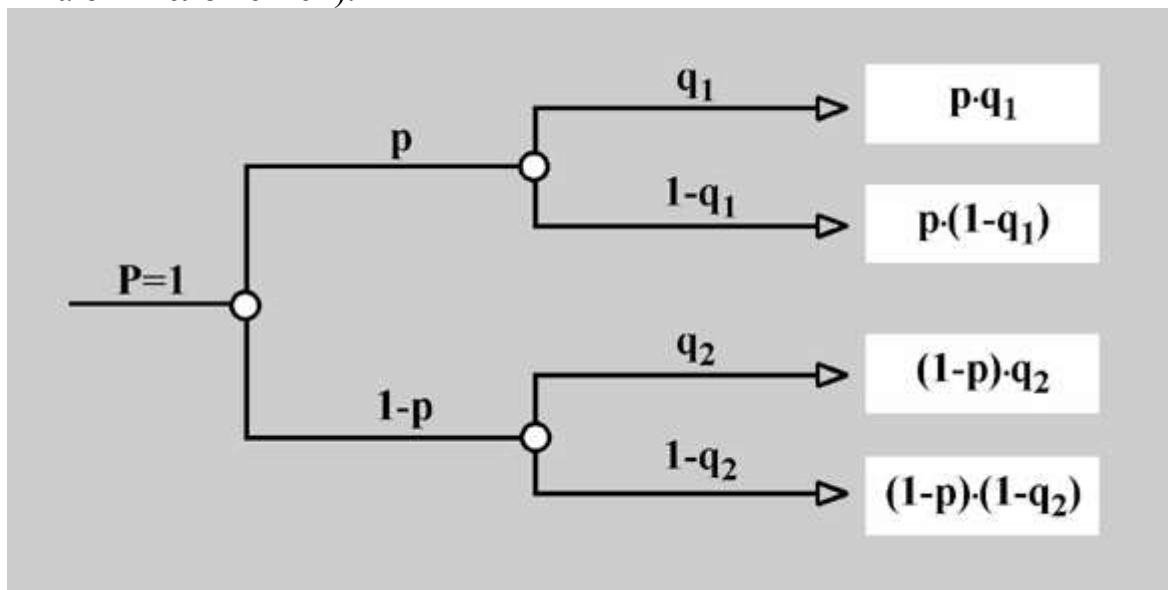 q₁
p·q₁
p
1-q₁
p·(1-q₁)
P=1
q₂
(1-p)·q₂
1-p
1-q₂
(1-p)·(1-q₂)